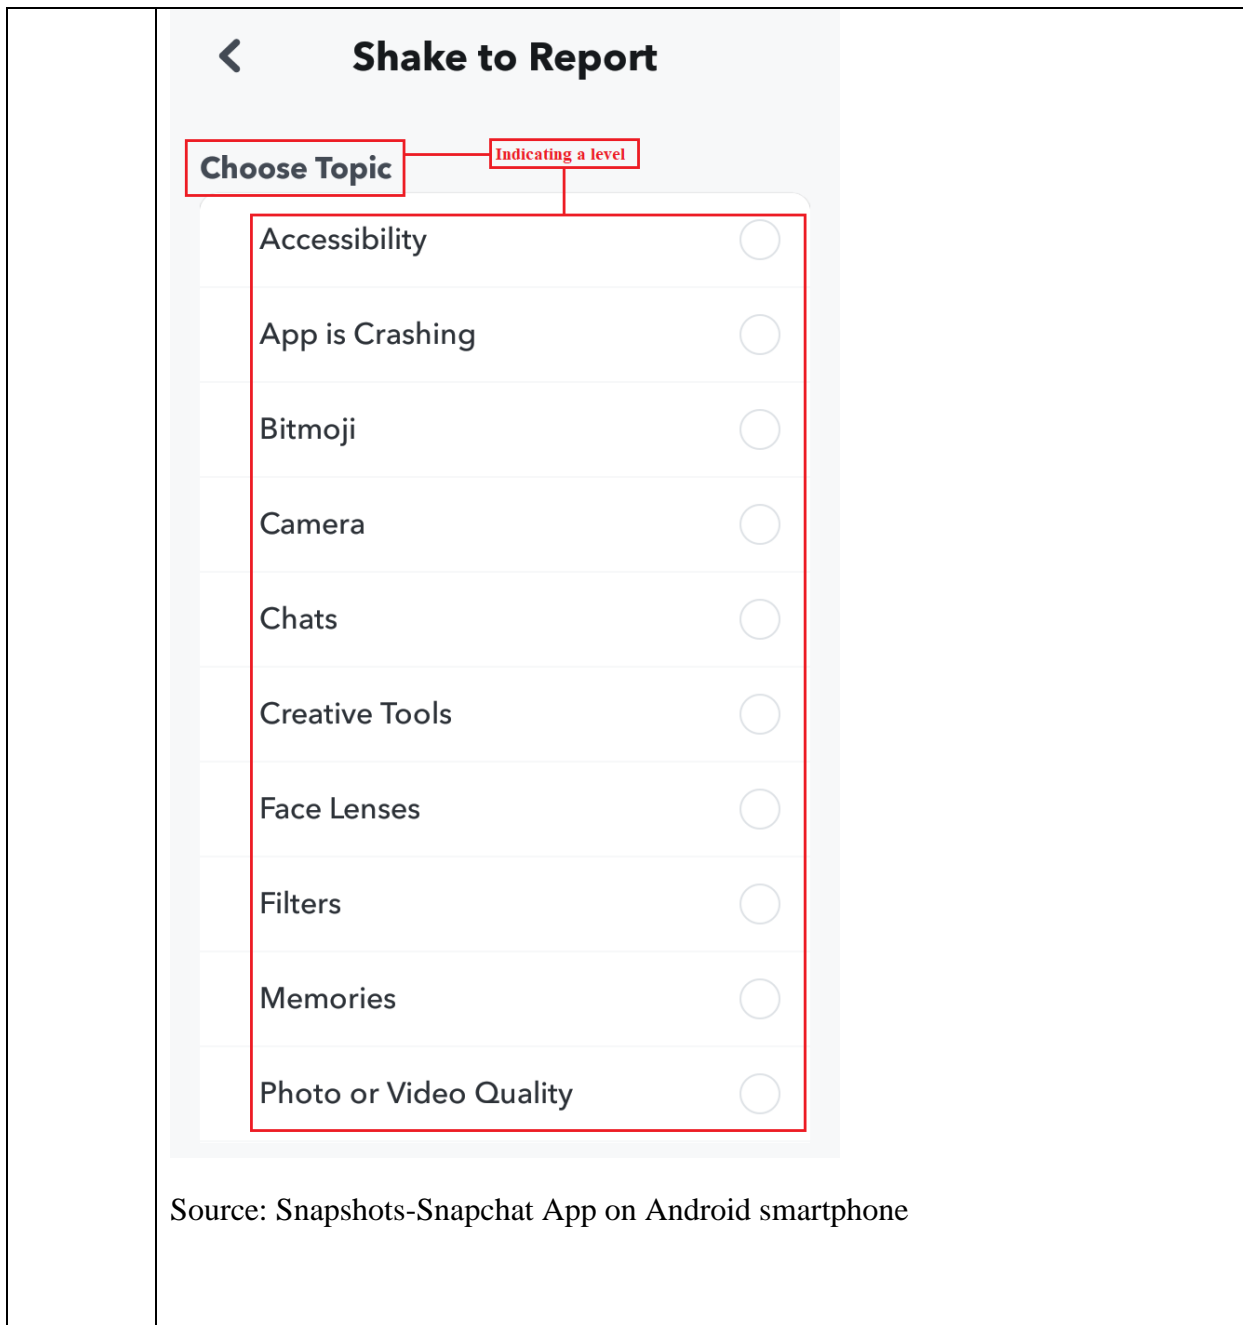 Shake to Report
Choose Topic
Indicating a level
Accessibility
App is Crashing
Bitmoji
Camera
Chats
Creative Tools
Face Lenses
Filters
Memories
Photo or Video Quality
Source: Snapshots-Snapchat App on Android smartphone